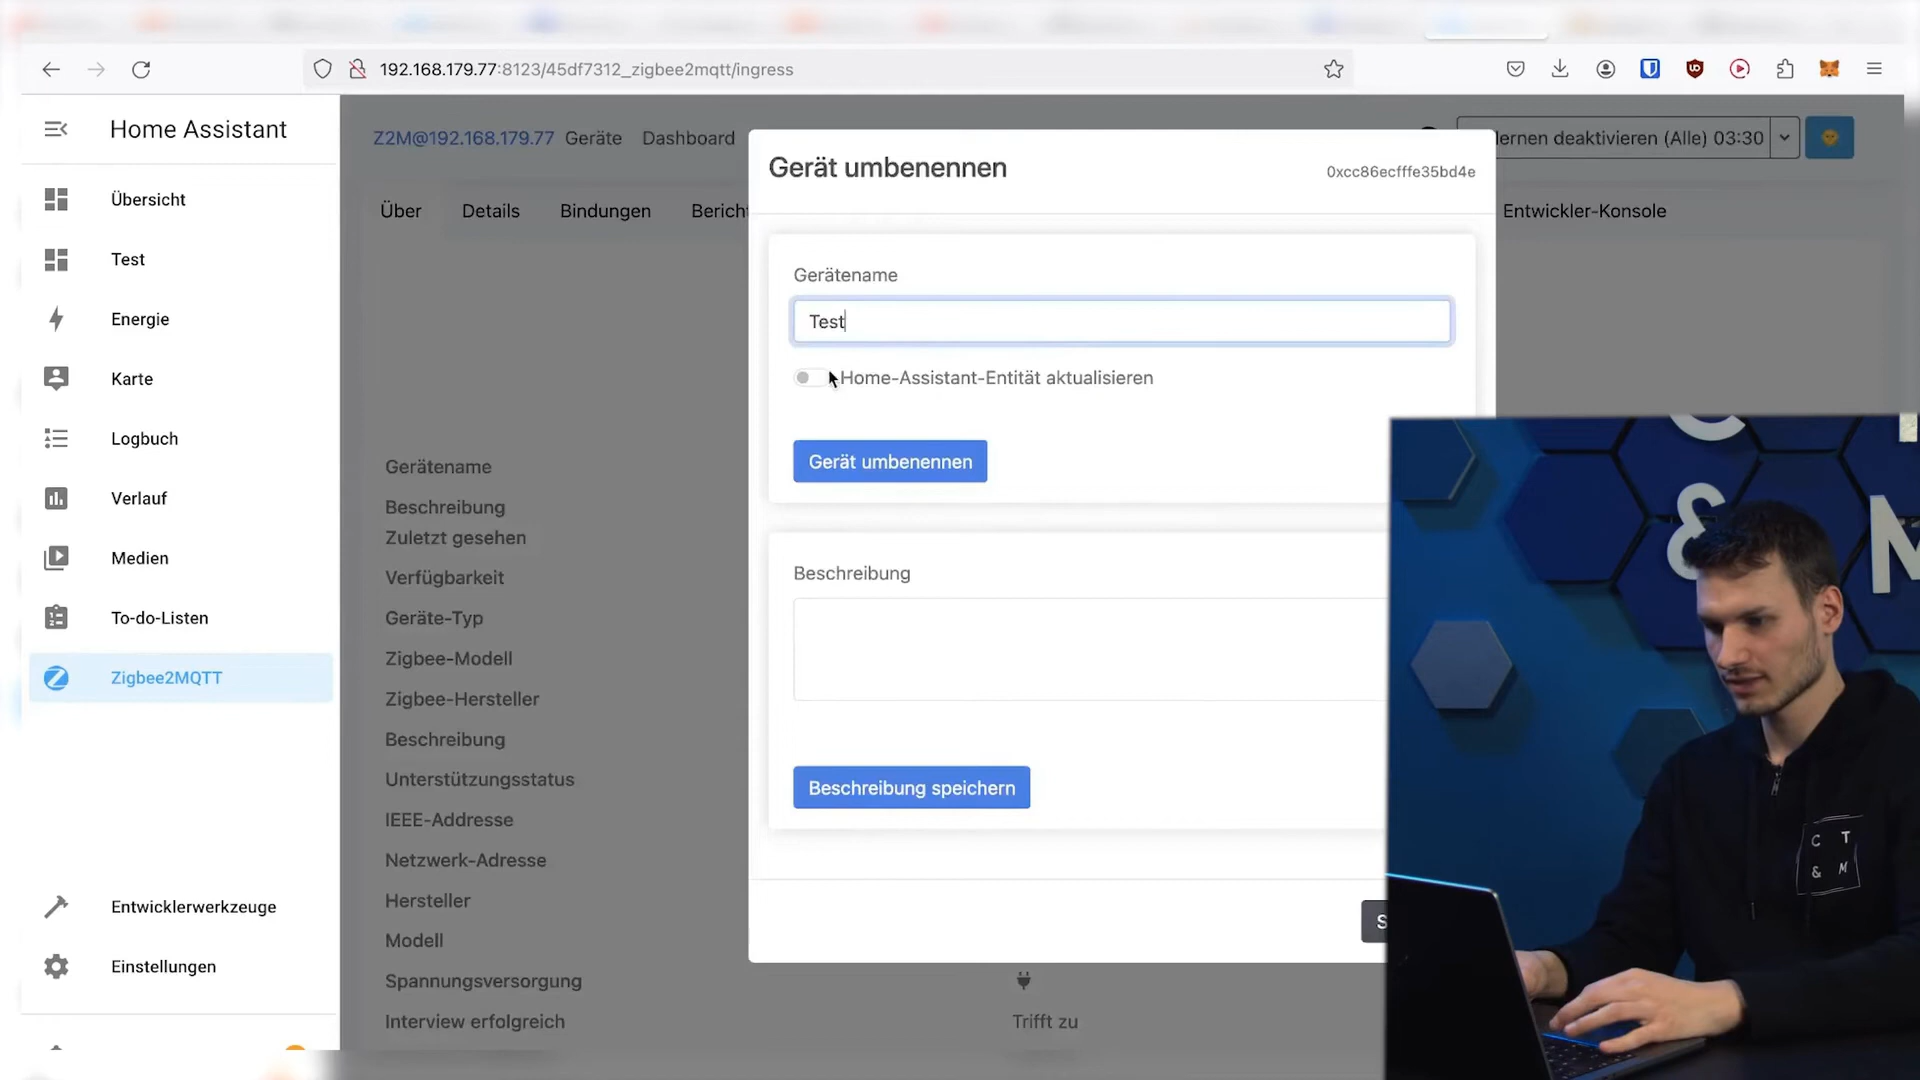 192.168.179.77:8123/45df7312_zigbee2mqtt/ingress
Home Assistant
Übersicht
Test
Energie
Karte
Logbuch
Verlauf
Medien
To-do-Listen
Zigbee2MQTT
Entwicklerwerkzeuge
Einstellungen
Z2M@192.168.179.77 Geräte Dashboard
lernen deaktivieren (Alle) 03:30
Über Details Bindungen Bericht
Entwickler-Konsole
Gerätename
Beschreibung
Zuletzt gesehen
Verfügbarkeit
Geräte-Typ
Zigbee-Modell
Zigbee-Hersteller
Beschreibung
Unterstützungsstatus
IEEE-Adresse
Netzwerk-Adresse
Hersteller
Modell
Spannungsversorgung
Interview erfolgreich
Trifft zu
Gerät umbenennen
0xcc86ecfffe35bd4e
Gerätename
Test
Home-Assistant-Entität aktualisieren
Gerät umbenennen
Beschreibung
Beschreibung speichern
S
& M
C T
& M